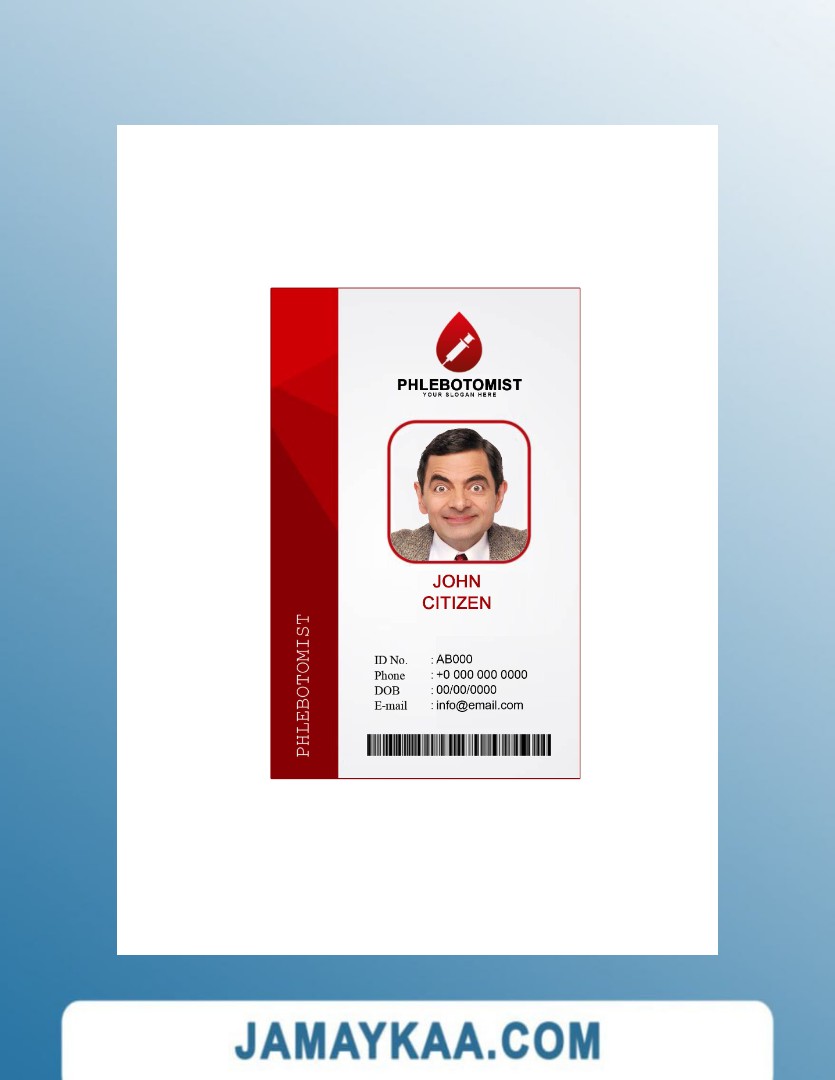 PHLEBOTOMIST
YOUR SLOGAN HERE
JOHN
CITIZEN
ID No. : AB000
Phone : +0 000 000 0000
DOB : 00/00/0000
E-mail : info@email.com
PHLEBOTOMIST
JAMAYKAA.COM